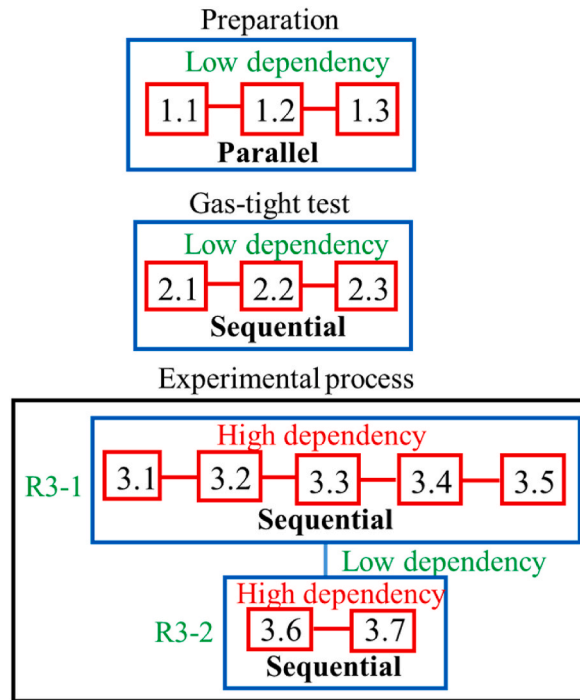 Preparation
Low dependency
1.1 1.2 1.3
Parallel
Gas-tight test
Low dependency
2.1 2.2 2.3
Sequential
Experimental process
High dependency
R3-1 3.1 3.2 3.3 3.4 3.5
Sequential
Low dependency
High dependency
R3-2 3.6 3.7
Sequential